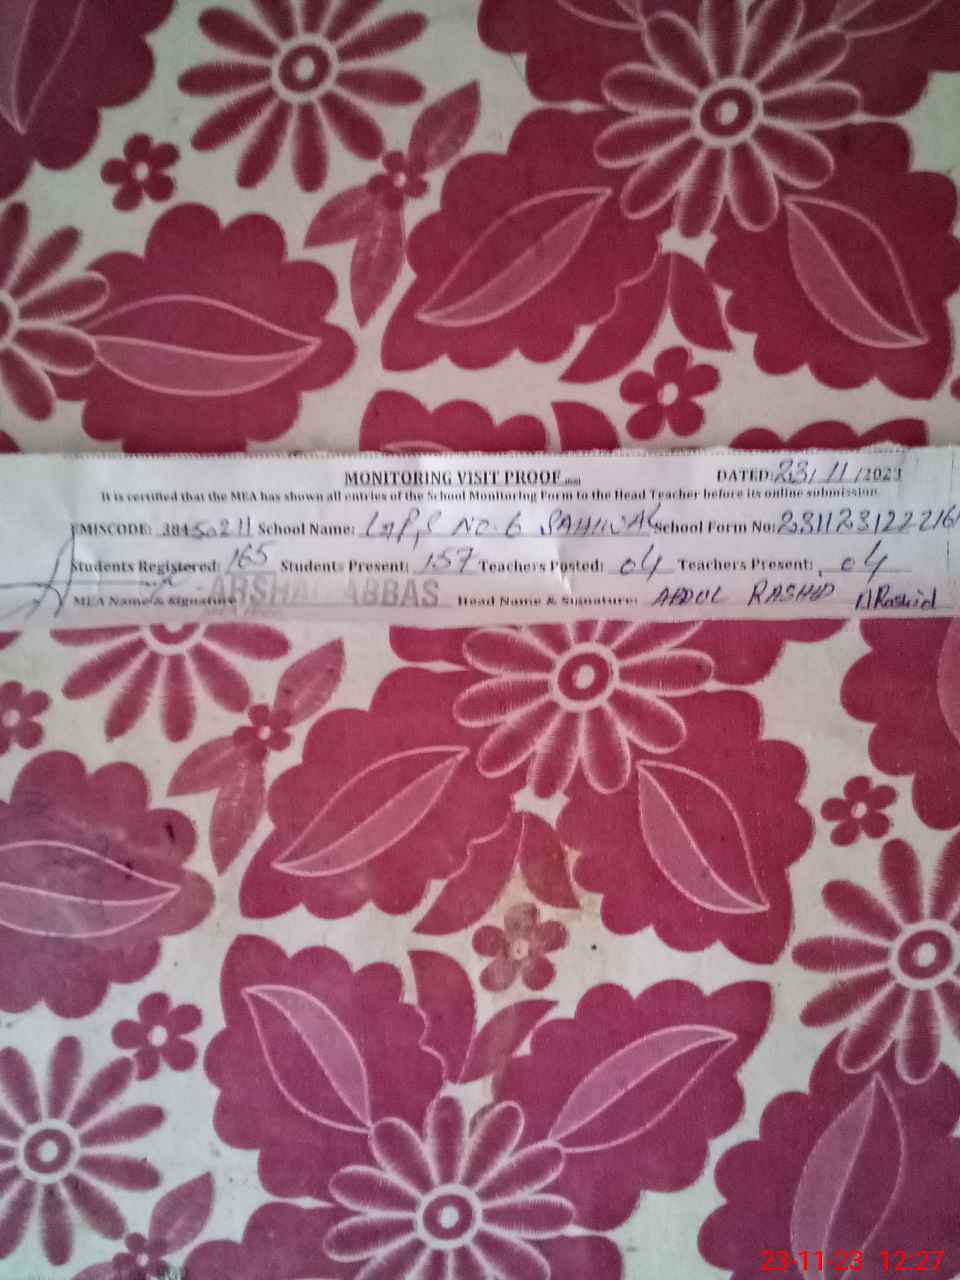 MONITORING VISIT PROOF DATED: 23/11/2023
It is certified that the MEA has shown all entries of the School Monitoring Form to the Head Teacher before its online submission.
EMISCODE: 38450211 School Name: GPS NO.6 SAHIWAL School Form No: 23112312216
Students Registered: 165 Students Present: 157 Teachers Posted: 04 Teachers Present: 04
MEA Name & Signature: ARSHAD ABBAS Head Name & Signature: ABDUL RASHID ARashid
23-11-23 12:27